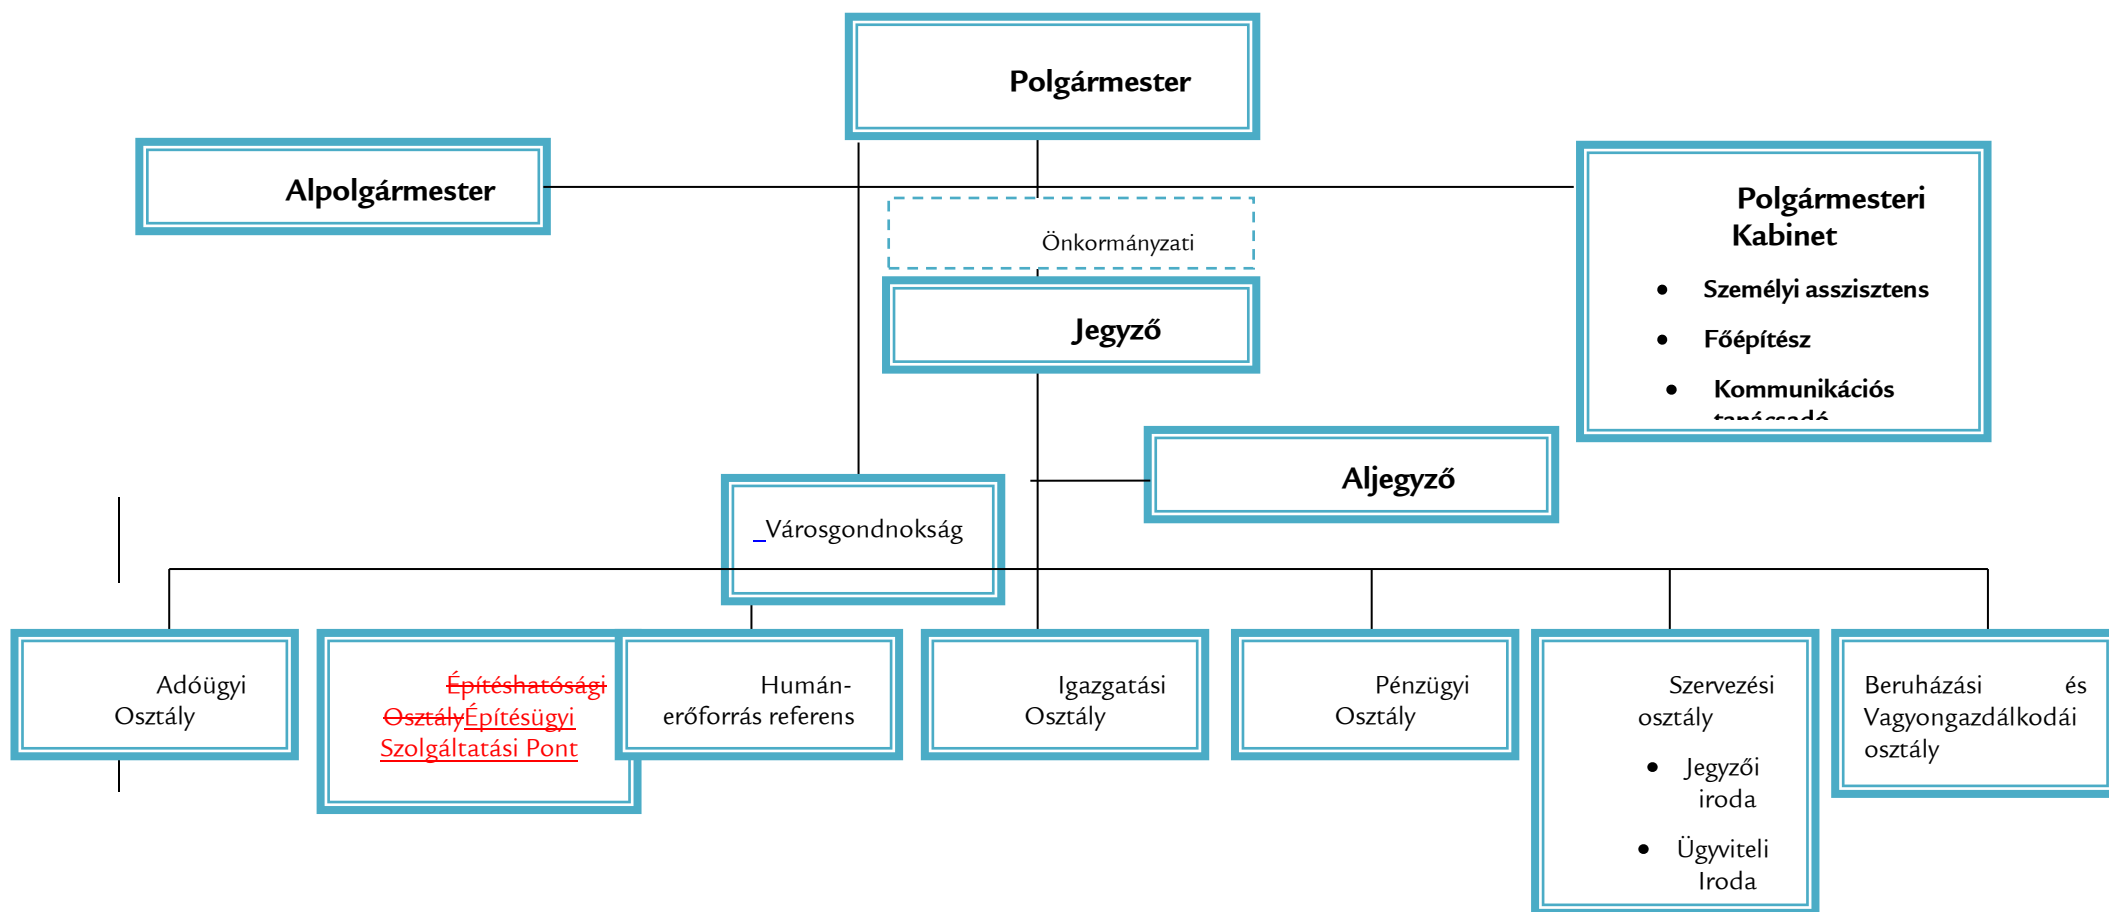 Polgármester
Alpolgármester
Polgármesteri
Kabinet
• Személyi asszisztens
• Főépítész
• Kommunikációs
tanácsadó
Önkormányzati
Jegyző
Aljegyző
Városgondnokság
Adóügyi
Osztály
Építéshatósági
OsztályÉpítésügyi
Szolgáltatási Pont
Humán-
erőforrás referens
Igazgatási
Osztály
Pénzügyi
Osztály
Szervezési
osztály
• Jegyzői
iroda
• Ügyviteli
Iroda
Beruházási és
Vagyongazdálkodái
osztály